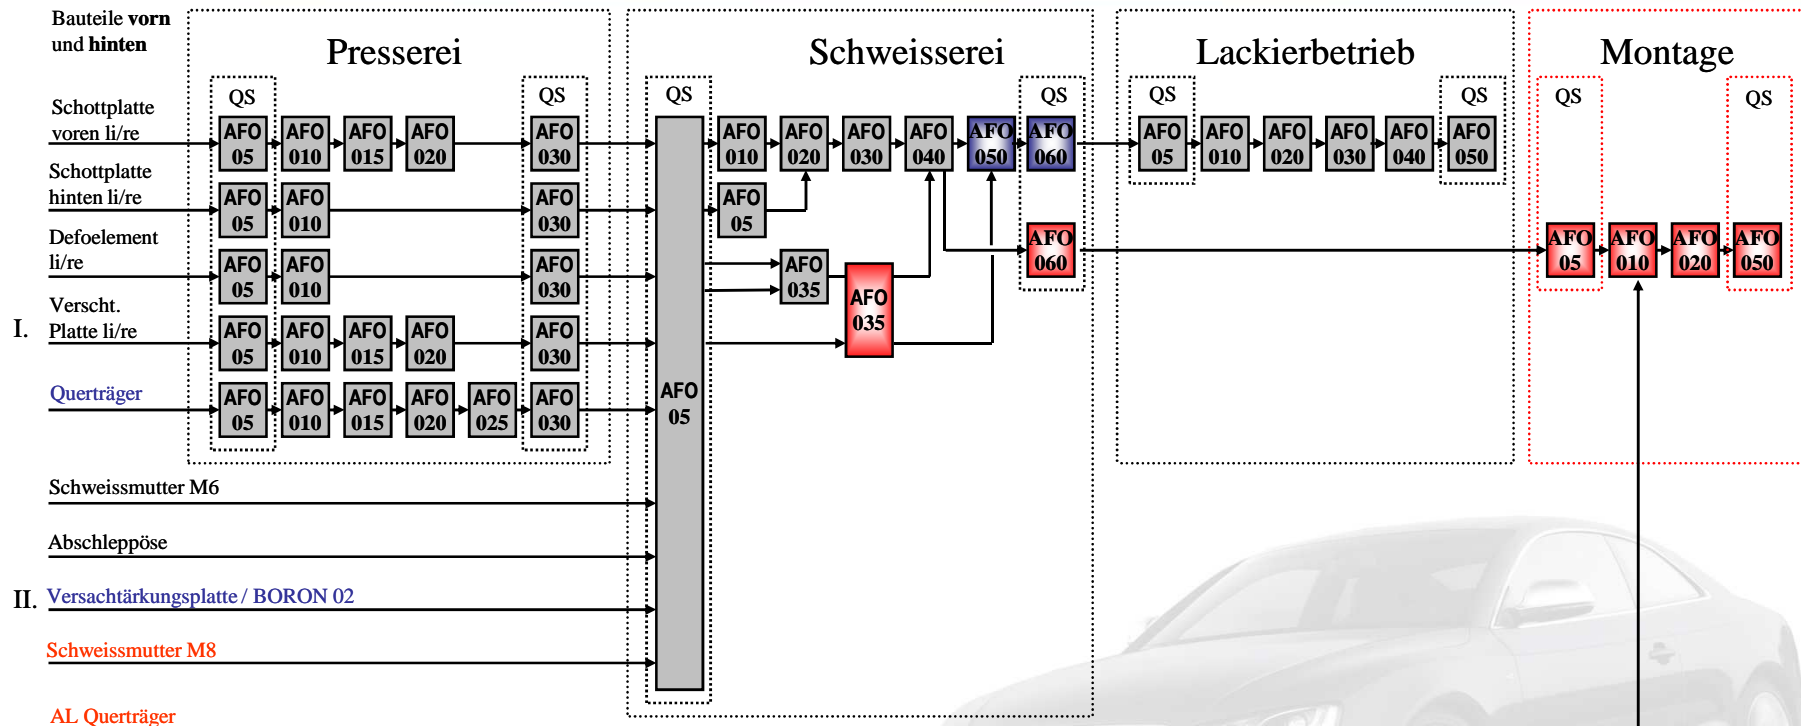 Bauteile vorn
und hinten
Presserei
Schweisserei
Lackierbetrieb
Montage
QS
QS
QS
QS
QS
QS
QS
QS
Schottplatte
voren li/re
AFO
05
AFO
010
AFO
015
AFO
020
AFO
030
AFO
010
AFO
020
AFO
030
AFO
040
AFO
050
AFO
060
AFO
05
AFO
010
AFO
020
AFO
030
AFO
040
AFO
050
Schottplatte
hinten li/re
AFO
05
AFO
010
AFO
030
AFO
05
Defoelement
li/re
AFO
05
AFO
010
AFO
030
AFO
035
AFO
035
AFO
060
AFO
05
AFO
010
AFO
020
AFO
050
I.
Verscht.
Platte li/re
AFO
05
AFO
010
AFO
015
AFO
020
AFO
030
Querträger
AFO
05
AFO
010
AFO
015
AFO
020
AFO
025
AFO
030
AFO
05
Schweissmutter M6
Abschleppöse
II.
Versachtärkungsplatte / BORON 02
Schweissmutter M8
AL Querträger